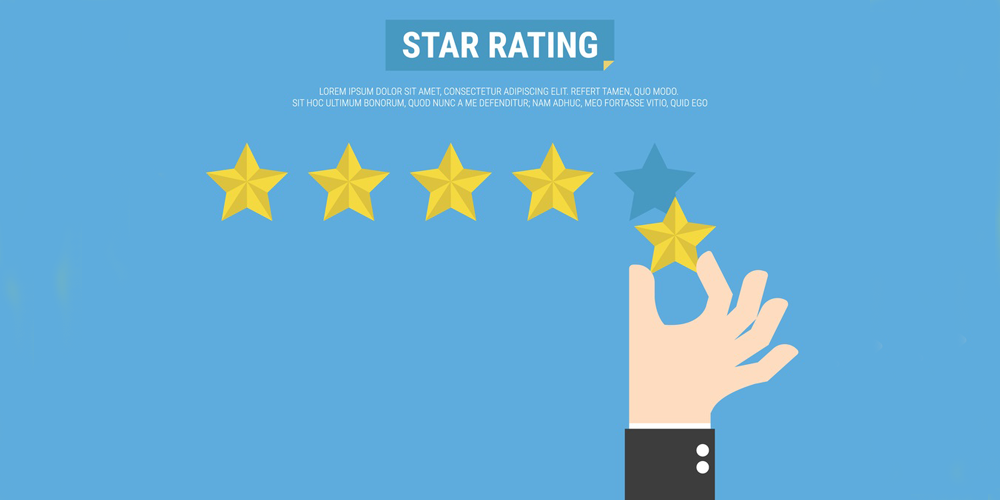 STAR RATING
LOREM IPSUM DOLOR SIT AMET, CONSECTETUR ADIPISCING ELIT. REFERT TAMEN, QUO MODO.
SIT HOC ULTIMUM BONORUM, QUOD NUNC A ME DEFENDITUR; NAM ADHUC, MEO FORTASSE VITIO, QUID EGO